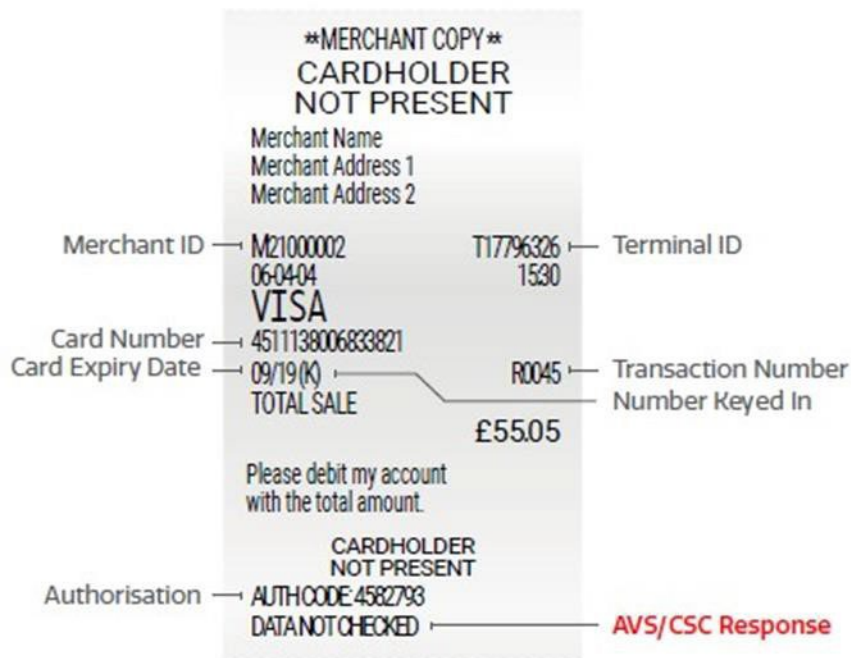 **MERCHANT COPY**
CARDHOLDER
NOT PRESENT
Merchant Name
Merchant Address 1
Merchant Address 2
Merchant ID M21000002 T17796326 Terminal ID
06-04-04 15:30
VISA
Card Number 4511138006833821
Card Expiry Date 09/19 (K) R0045 Transaction Number
Number Keyed In
TOTAL SALE
£55.05
Please debit my account
with the total amount.
CARDHOLDER
NOT PRESENT
Authorisation AUTH CODE: 4582793
DATA NOT CHECKED AVS/CSC Response